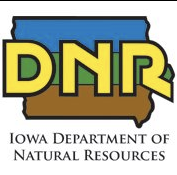 DNR
IOWA DEPARTMENT OF
NATURAL RESOURCES